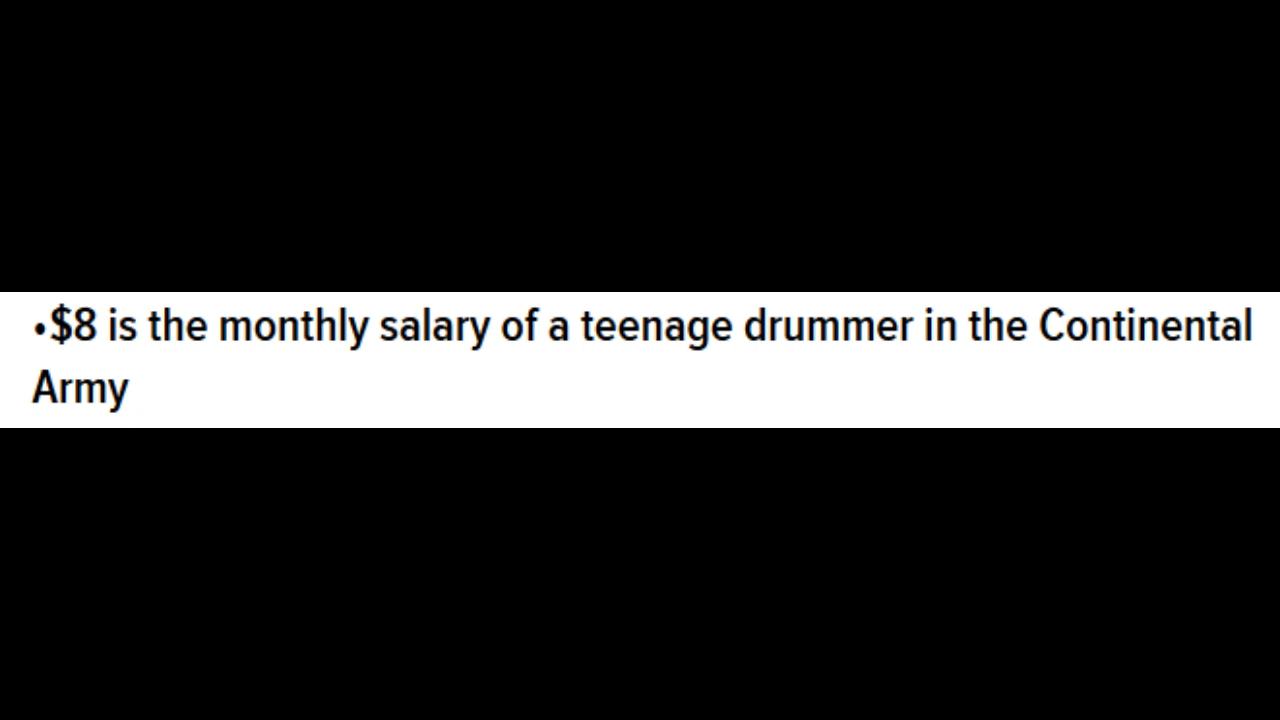 •$8 is the monthly salary of a teenage drummer in the Continental
Army